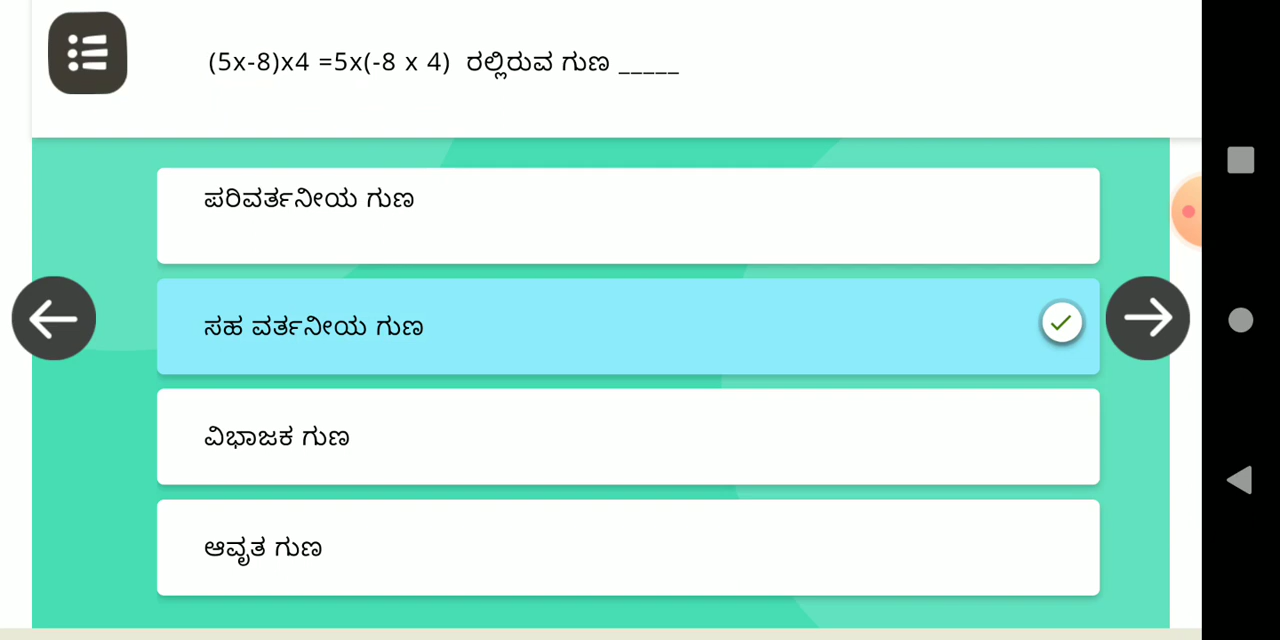 (5x-8)x4 =5x(-8 x 4)  ರಲ್ಲಿರುವ ಗುಣ _____
ಪರಿವರ್ತನೀಯ ಗುಣ
ಸಹ ವರ್ತನೀಯ ಗುಣ
ವಿಭಾಜಕ ಗುಣ
ಆವೃತ ಗುಣ